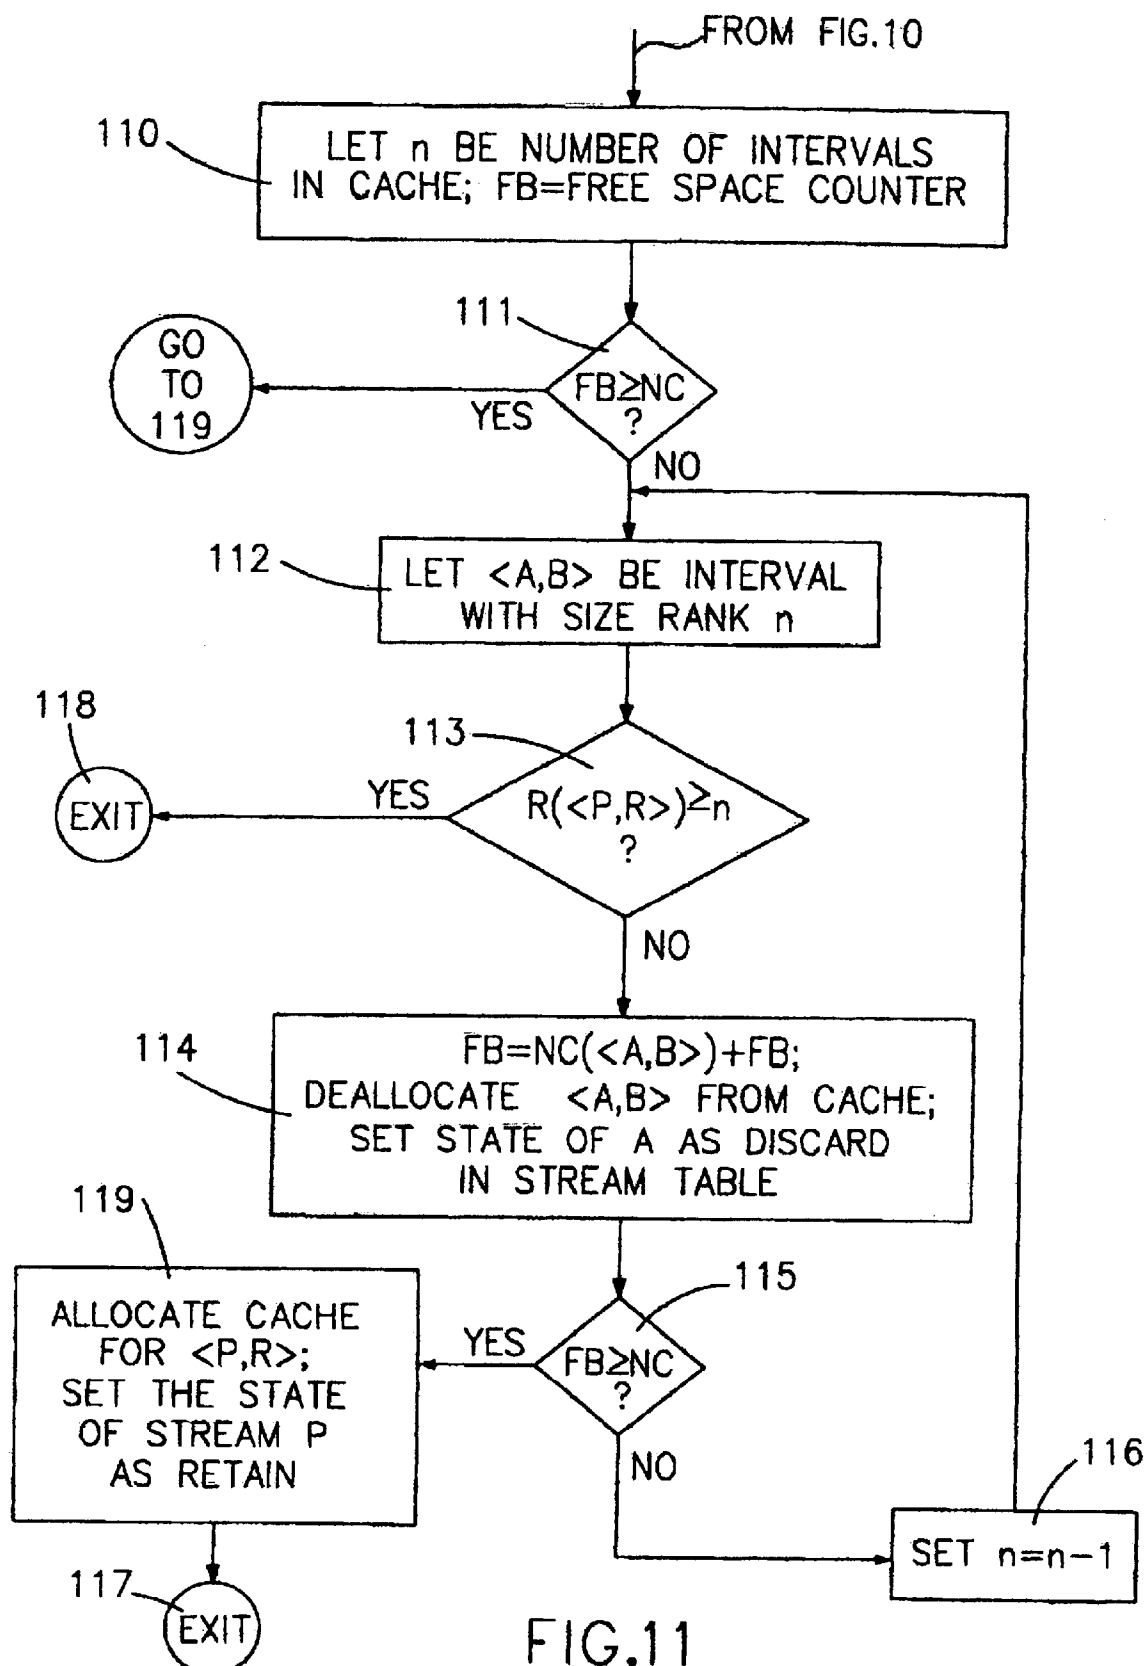 FROM FIG.10
110
LET n BE NUMBER OF INTERVALS
IN CACHE; FB=FREE SPACE COUNTER
111
GO
TO
119
FB≥NC
?
YES
NO
112
LET <A,B> BE INTERVAL
WITH SIZE RANK n
118
113
EXIT
YES
R(<P,R>)≥n
?
NO
114
FB=NC(<A,B>)+FB;
DEALLOCATE <A,B> FROM CACHE;
SET STATE OF A AS DISCARD
IN STREAM TABLE
119
115
ALLOCATE CACHE
FOR <P,R>;
SET THE STATE
OF STREAM P
AS RETAIN
YES
FB≥NC
?
NO
116
SET n=n-1
117
EXIT
FIG.11